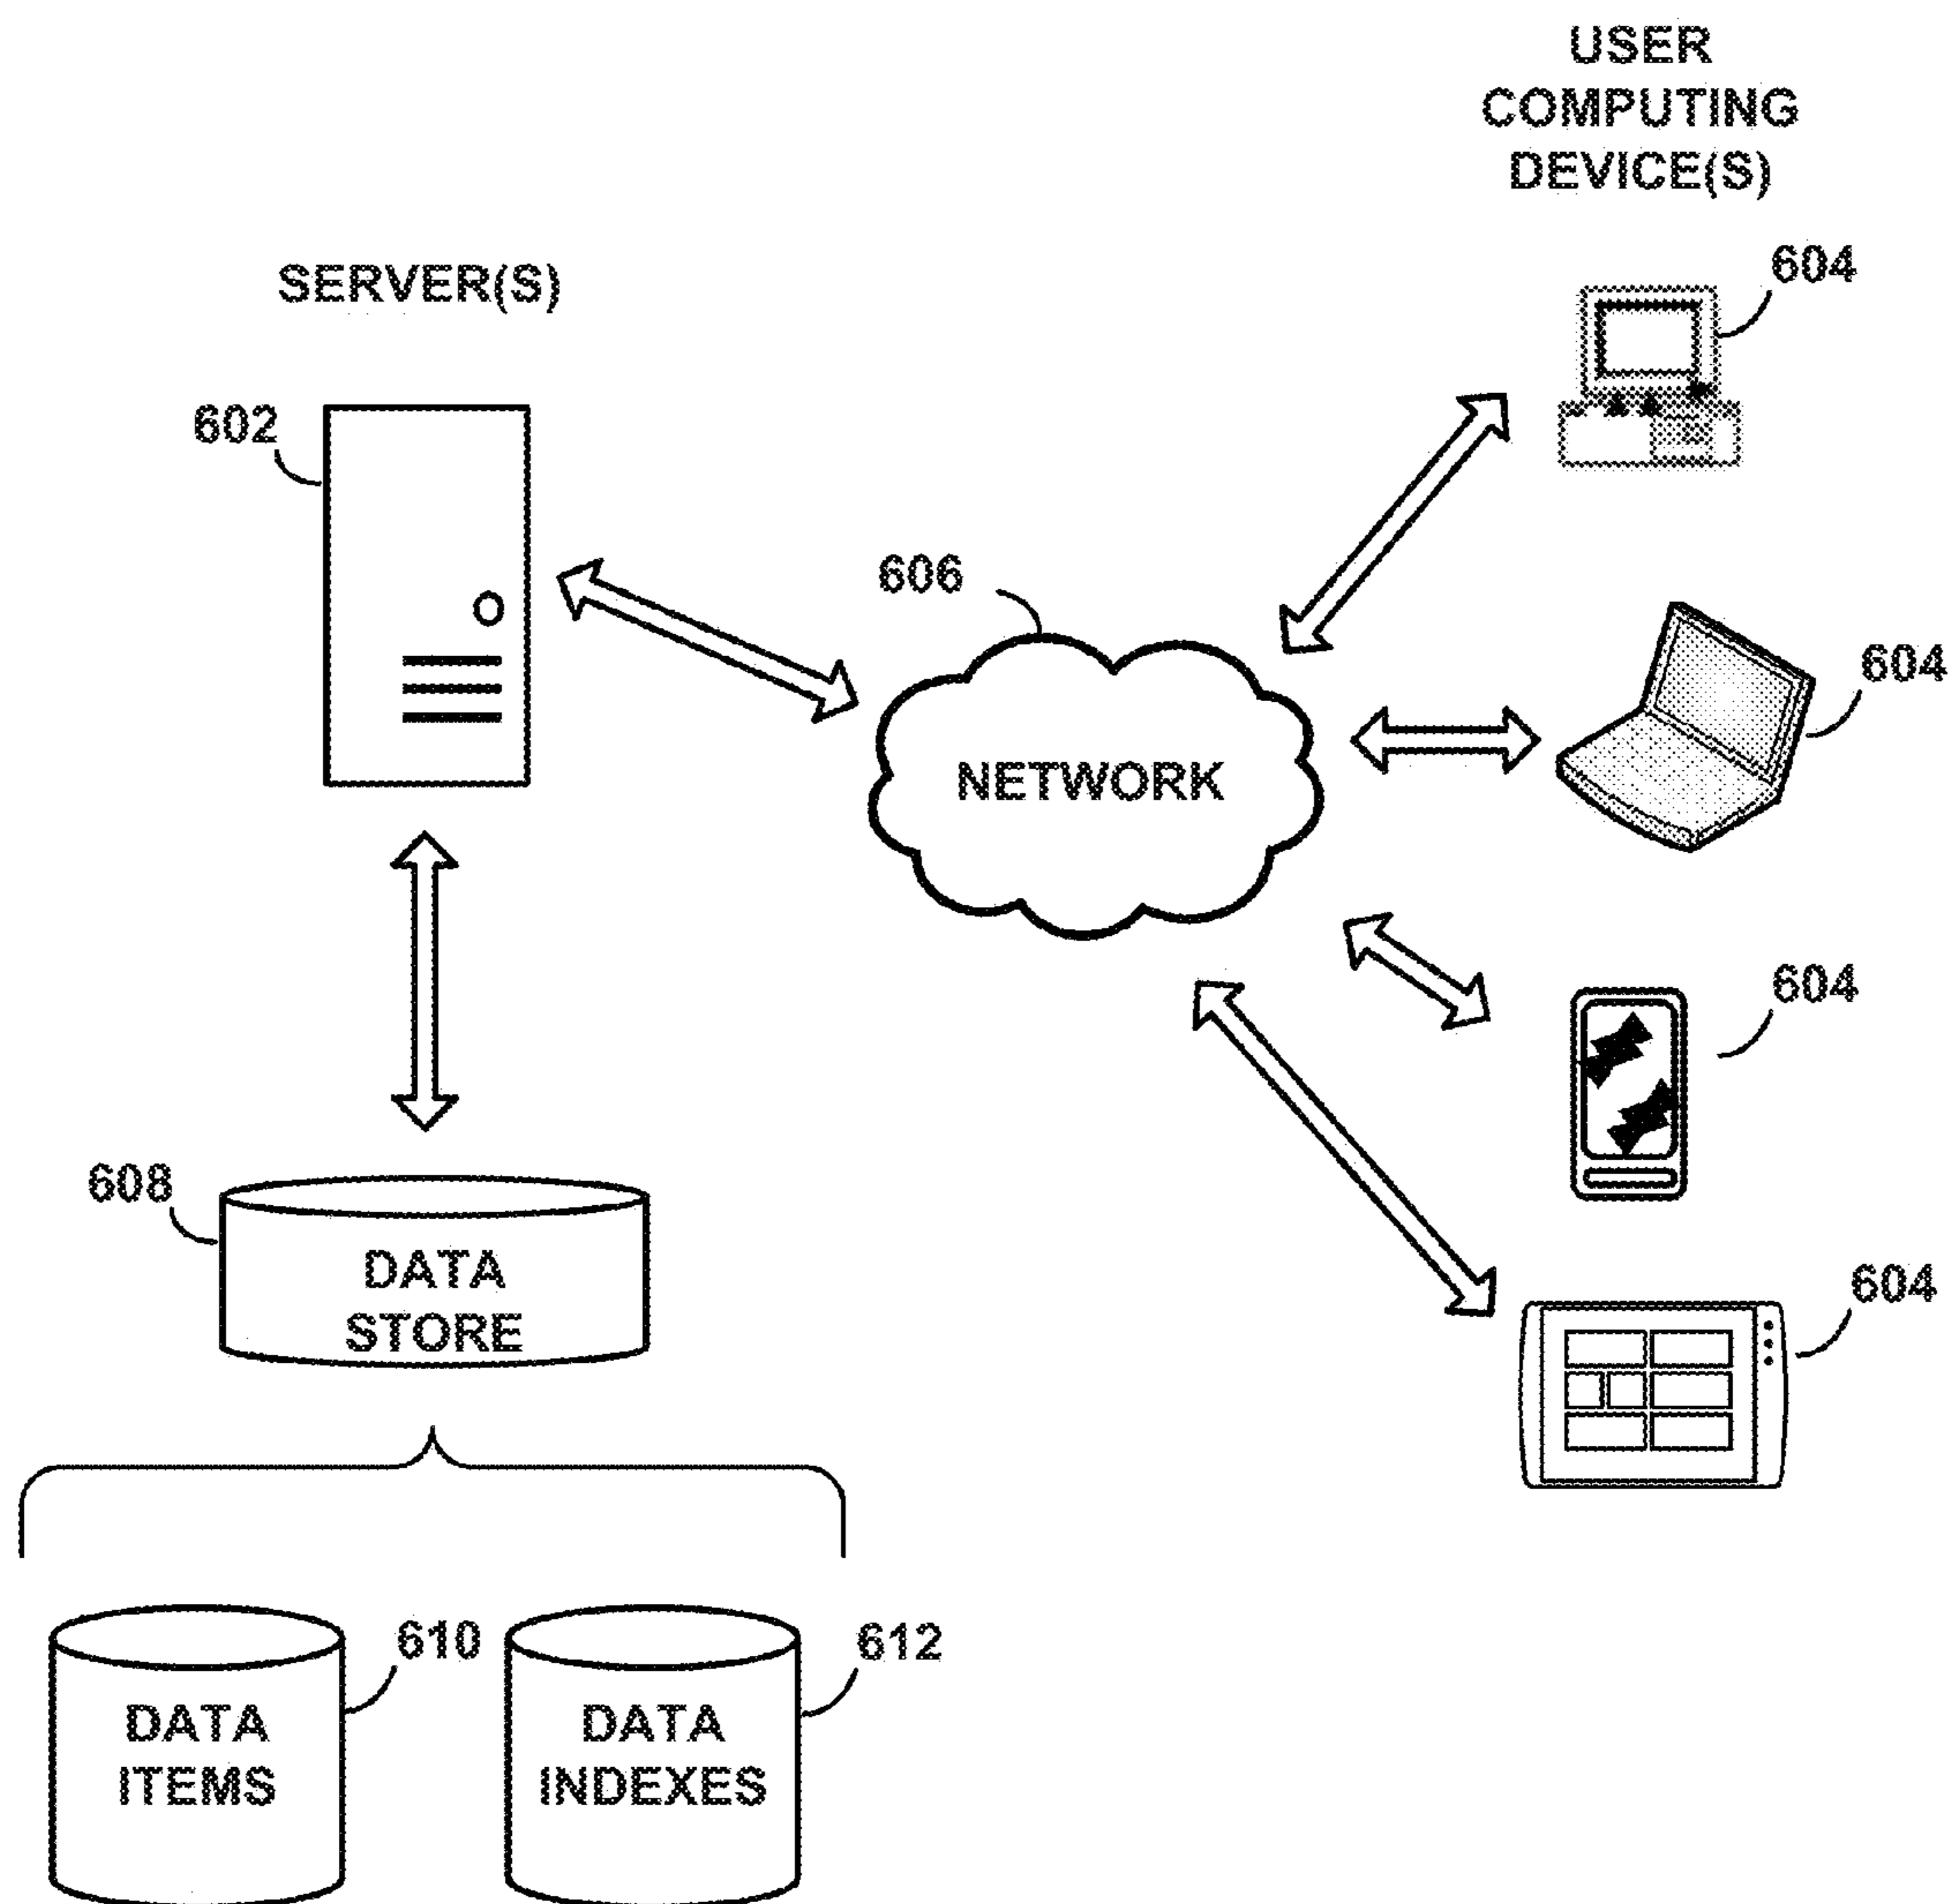 USER
COMPUTING
DEVICE(S)
SERVER(S)
604
602
606
604
NETWORK
604
608
DATA
STORE
604
610
612
DATA
ITEMS
DATA
INDEXES